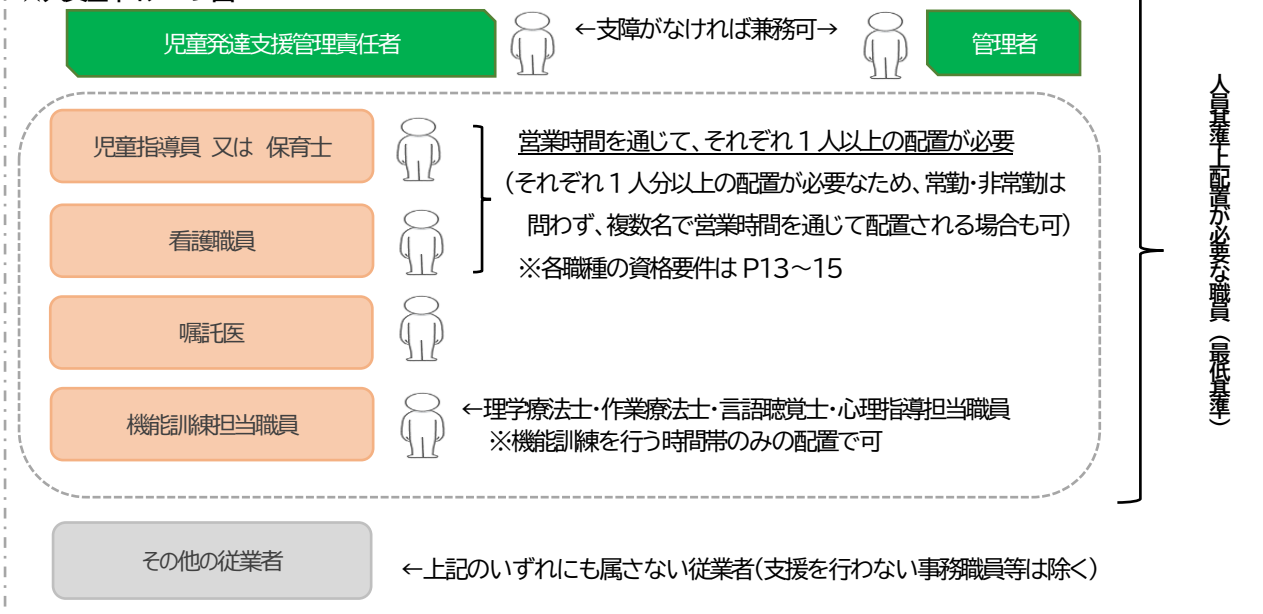 児童発達支援管理責任者
←支障がなければ兼務可→
管理者
児童指導員 又は 保育士
営業時間を通じて、それぞれ1人以上の配置が必要
(それぞれ1人分以上の配置が必要なため、常勤・非常勤は
問わず、複数名で営業時間を通じて配置される場合も可)
看護職員
※各職種の資格要件は P13～15
嘱託医
機能訓練担当職員
←理学療法士・作業療法士・言語聴覚士・心理指導担当職員
※機能訓練を行う時間帯のみの配置で可
その他の従業者
←上記のいずれにも属さない従業者(支援を行わない事務職員等は除く)
人員基準上配置が必要な職員(最低基準)